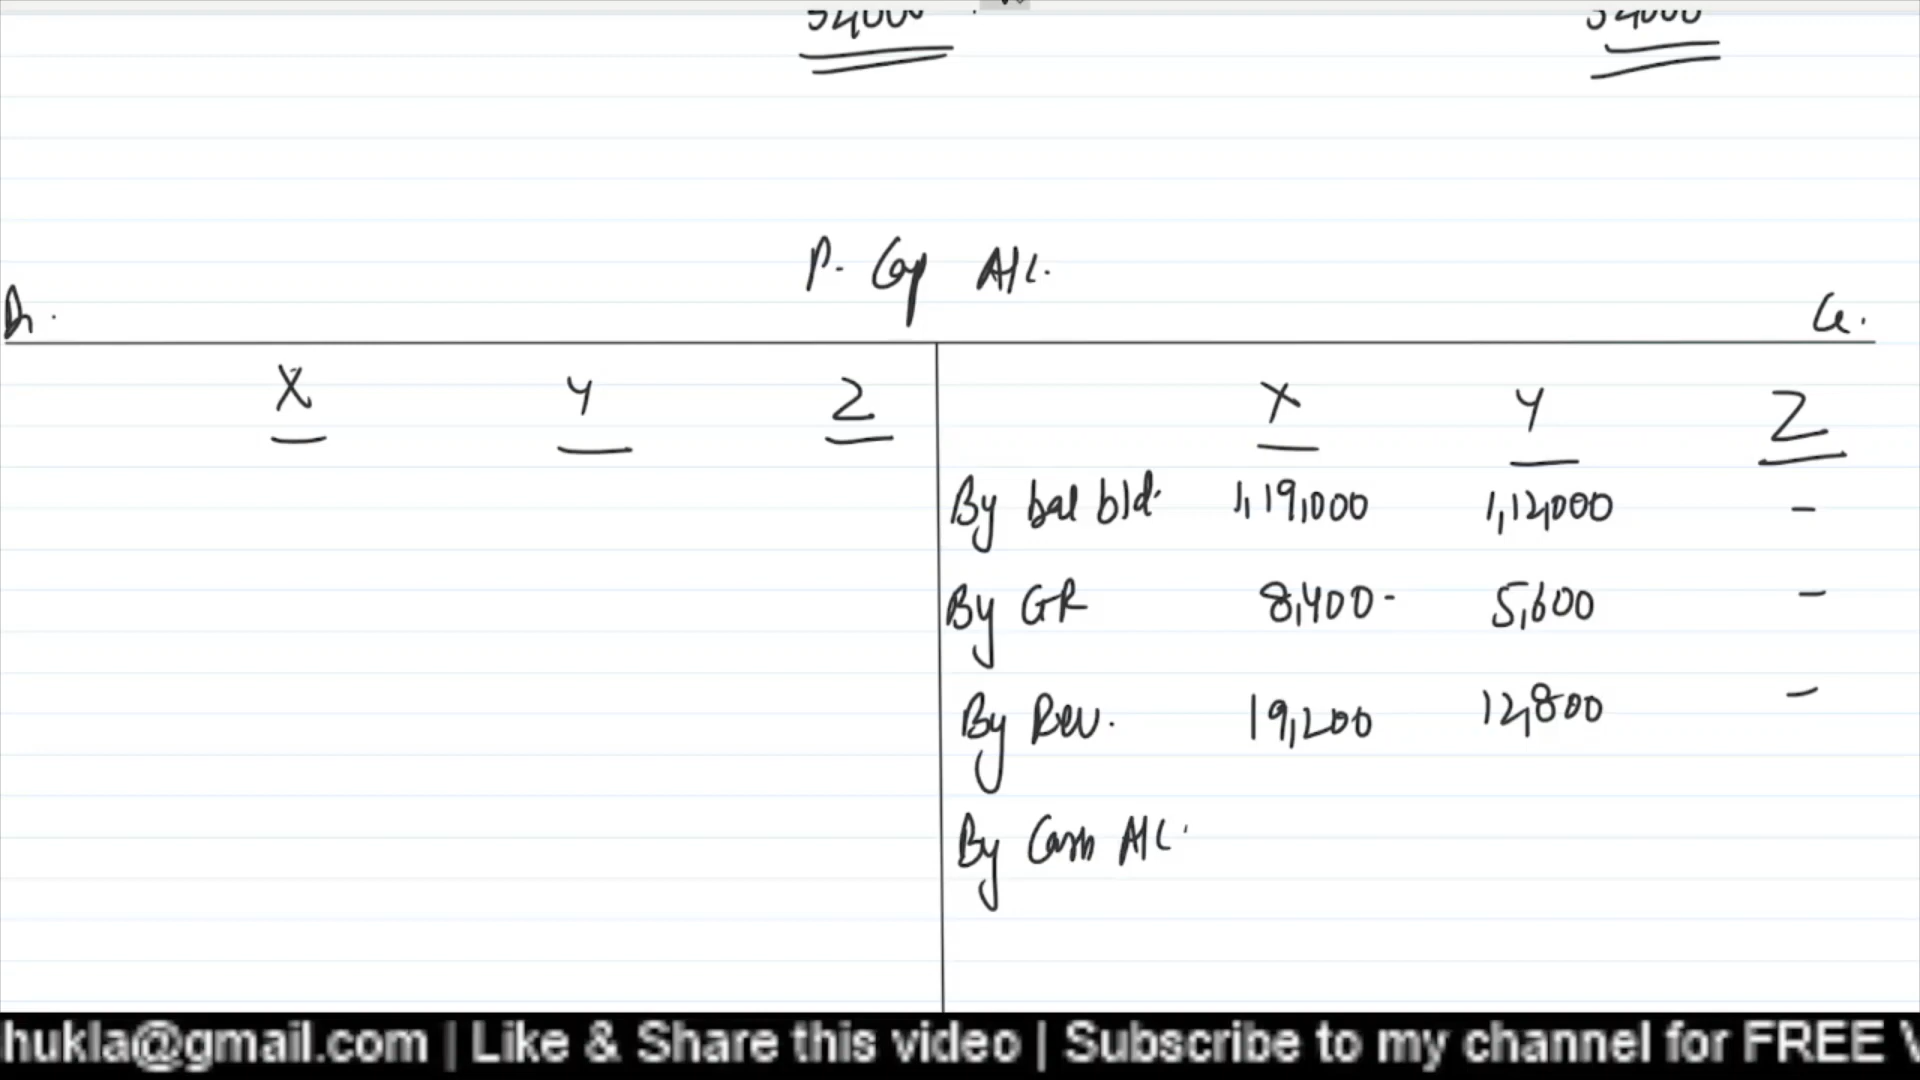 54000 54000
P. Cap A/c.
Dr. Cr.
X Y Z X Y Z
By bal b/d. 1,19,000 1,12,000 -
By GR 8,400- 5,600 -
By Rev. 19,200 12,800 -
By Cash A/c.
hukla@gmail.com | Like & Share this video | Subscribe to my channel for FREE V